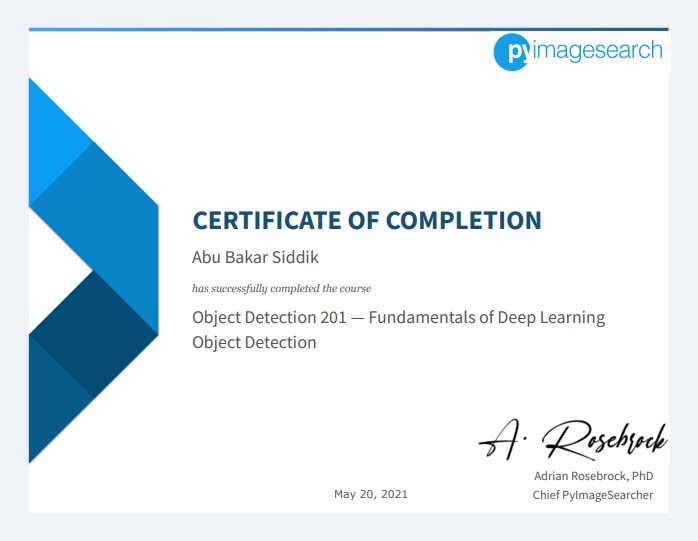 pyimagesearch
CERTIFICATE OF COMPLETION
Abu Bakar Siddik
has successfully completed the course
Object Detection 201 — Fundamentals of Deep Learning
Object Detection
A. Rosebrock
Adrian Rosebrock, PhD
May 20, 2021
Chief PyImageSearcher